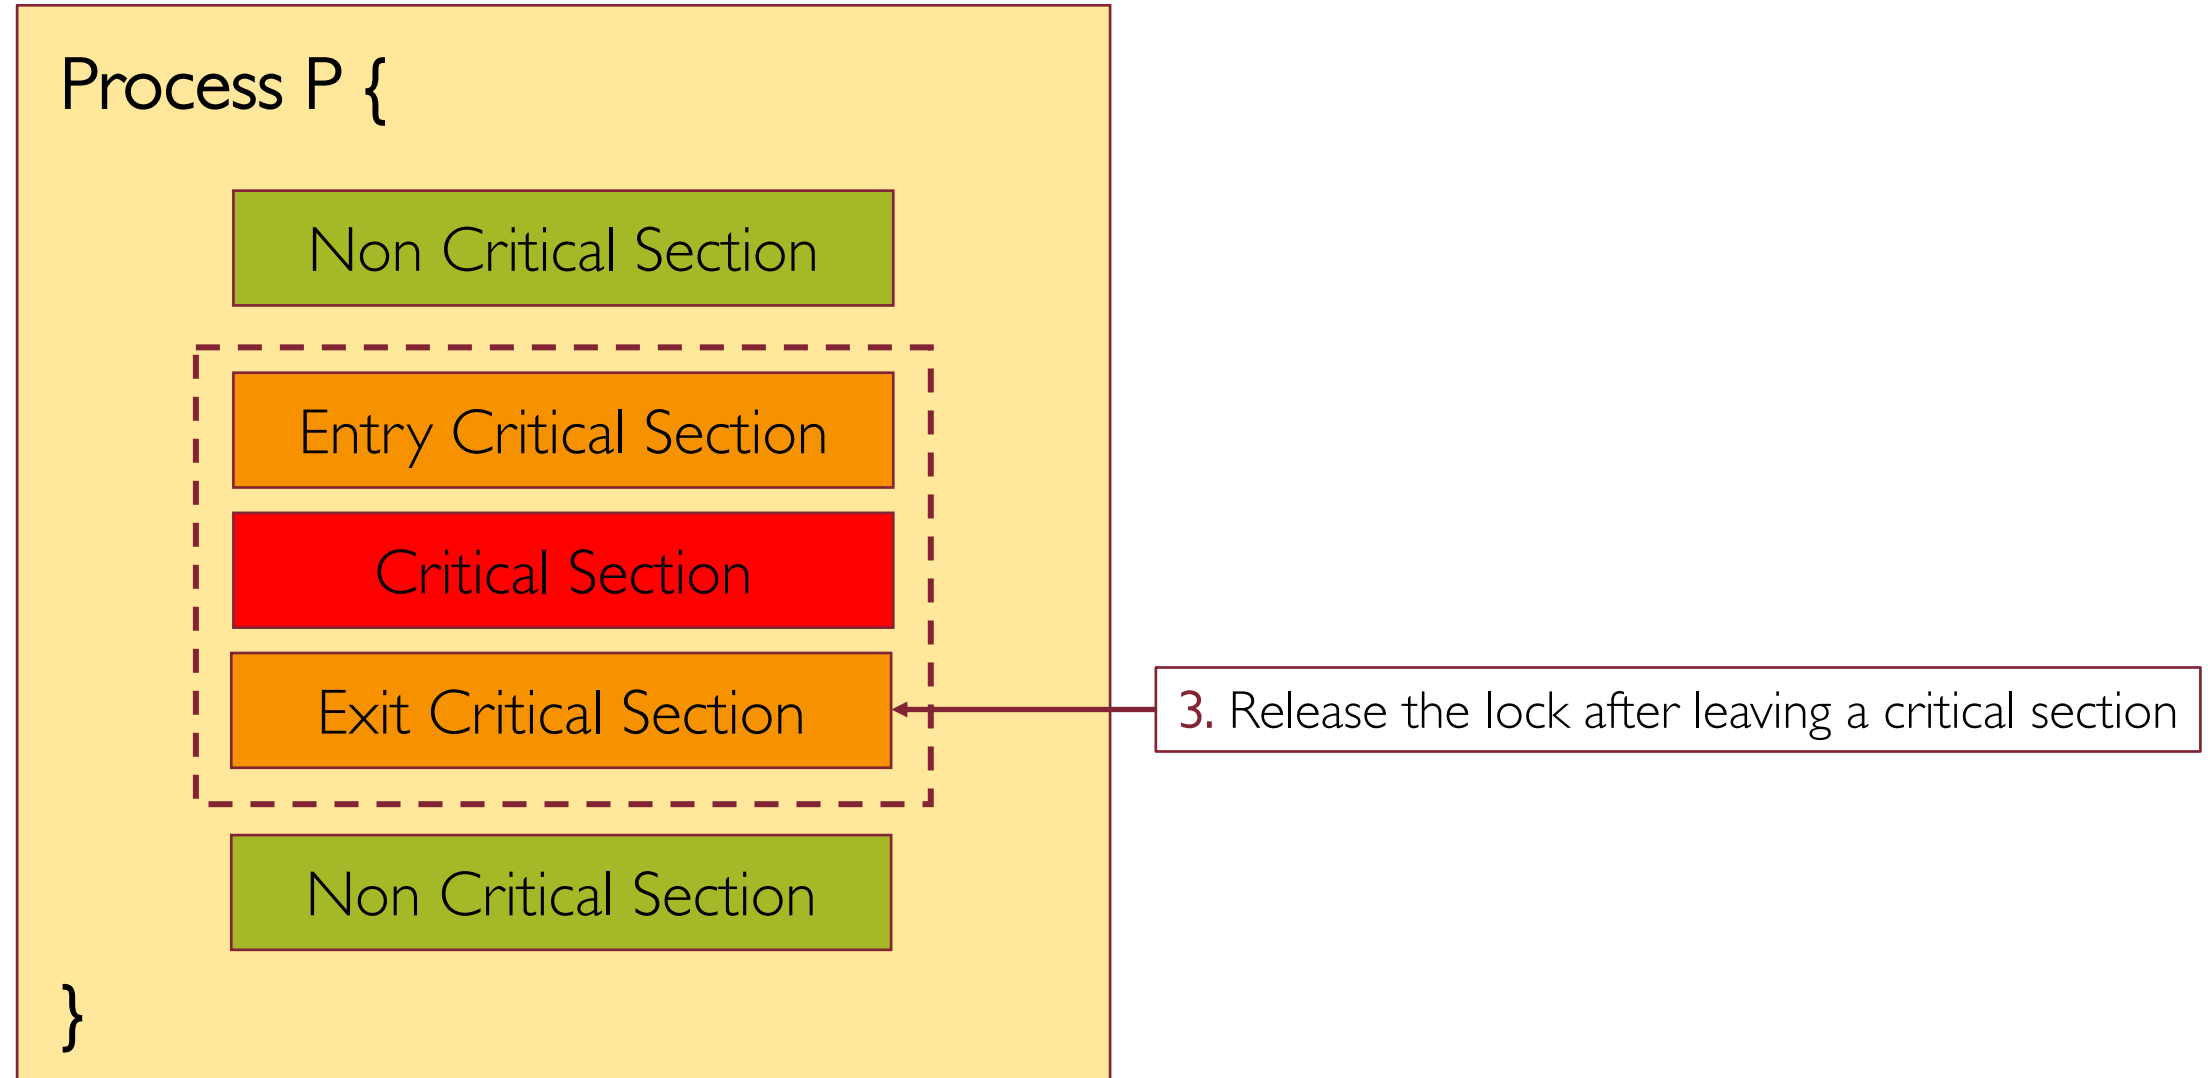 Process P {
Non Critical Section
Entry Critical Section
Critical Section
Exit Critical Section
3. Release the lock after leaving a critical section
Non Critical Section
}